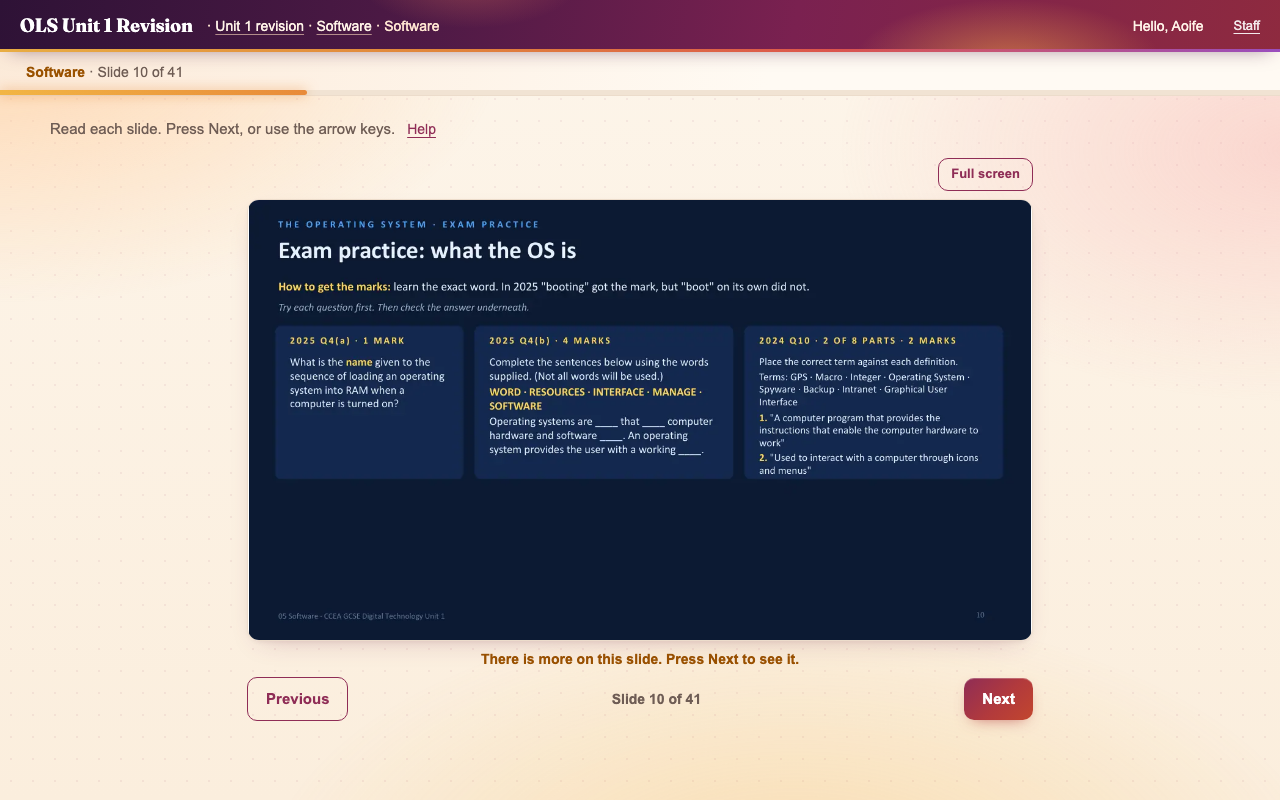 OLS Unit 1 Revision · Unit 1 revision · Software · Software
Hello, Aoife
Staff
Software · Slide 10 of 41
Read each slide. Press Next, or use the arrow keys. Help
Full screen
THE OPERATING SYSTEM · EXAM PRACTICE
Exam practice: what the OS is
How to get the marks: learn the exact word. In 2025 "booting" got the mark, but "boot" on its own did not.
Try each question first. Then check the answer underneath.
2025 Q4(a) · 1 MARK
What is the name given to the
sequence of loading an operating
system into RAM when a
computer is turned on?
2025 Q4(b) · 4 MARKS
Complete the sentences below using the words
supplied. (Not all words will be used.)
WORD · RESOURCES · INTERFACE · MANAGE ·
SOFTWARE
Operating systems are ____ that ____ computer
hardware and software ____. An operating
system provides the user with a working ____.
2024 Q10 · 2 OF 8 PARTS · 2 MARKS
Place the correct term against each definition.
Terms: GPS · Macro · Integer · Operating System ·
Spyware · Backup · Intranet · Graphical User
Interface
1. "A computer program that provides the
instructions that enable the computer hardware to
work"
2. "Used to interact with a computer through icons
and menus"
05 Software · CCEA GCSE Digital Technology Unit 1
10
There is more on this slide. Press Next to see it.
Previous
Slide 10 of 41
Next